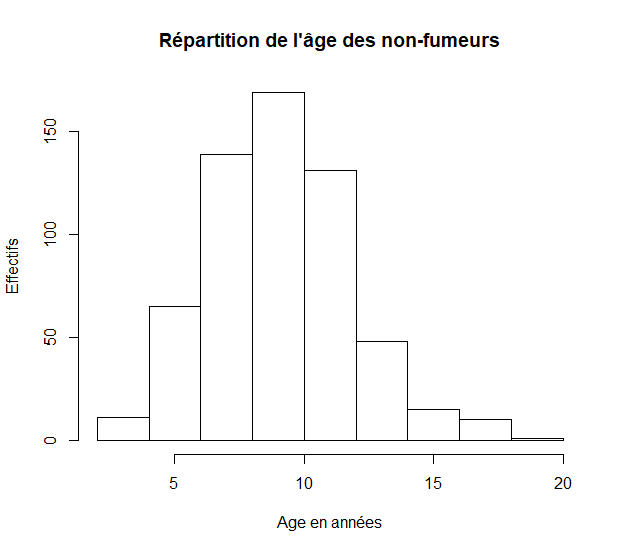 Répartition de l'âge des non-fumeurs
150
100
50
0
Effectifs
5 10 15 20
Age en années